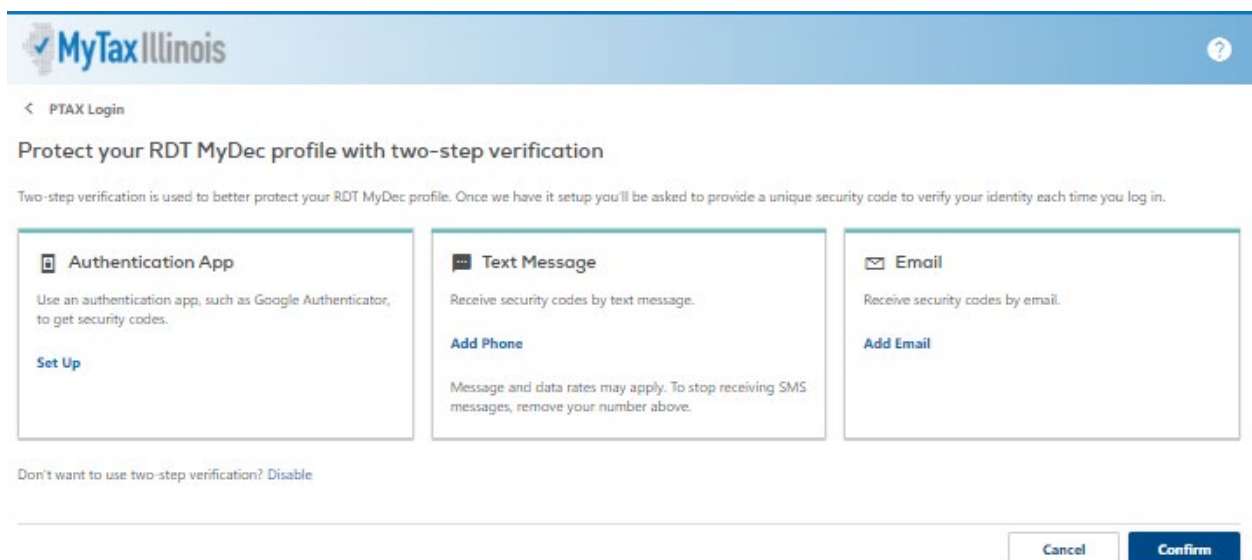 MyTax Illinois
?
< PTAX Login
Protect your RDT MyDec profile with two-step verification
Two-step verification is used to better protect your RDT MyDec profile. Once we have it setup you'll be asked to provide a unique security code to verify your identity each time you log in.
Authentication App
Use an authentication app, such as Google Authenticator,
to get security codes.
Set Up
Text Message
Receive security codes by text message.
Add Phone
Message and data rates may apply. To stop receiving SMS
messages, remove your number above.
Email
Receive security codes by email.
Add Email
Don't want to use two-step verification? Disable
Cancel
Confirm